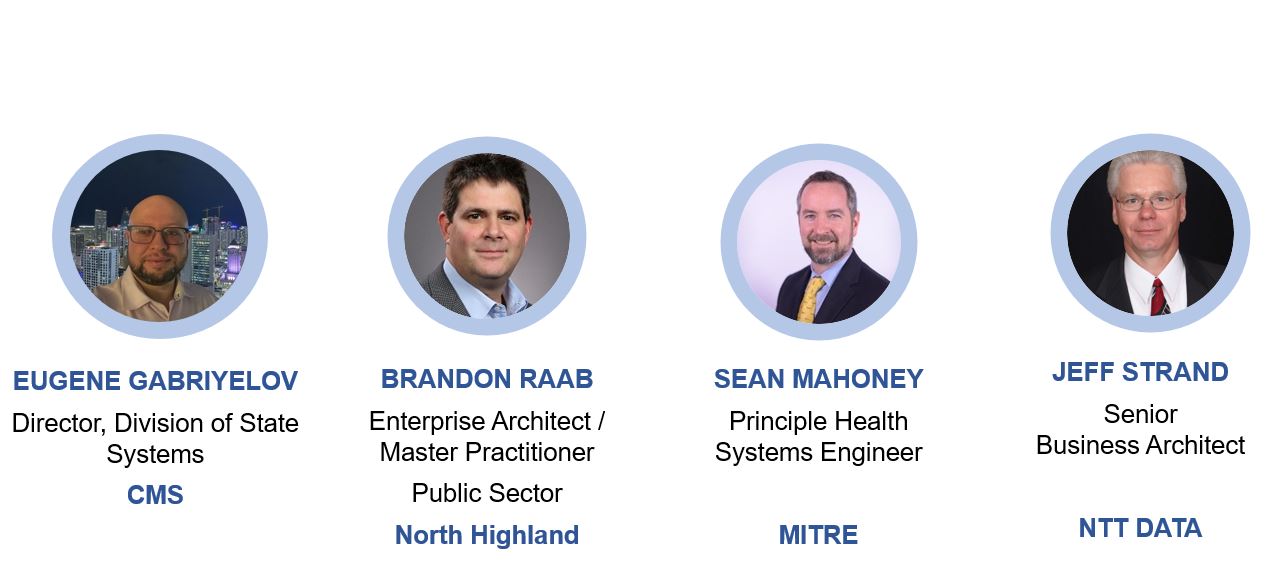 EUGENE GABRIYELOV
Director, Division of State
Systems
CMS
BRANDON RAAB
Enterprise Architect /
Master Practitioner
Public Sector
North Highland
SEAN MAHONEY
Principle Health
Systems Engineer
MITRE
JEFF STRAND
Senior
Business Architect
NTT DATA